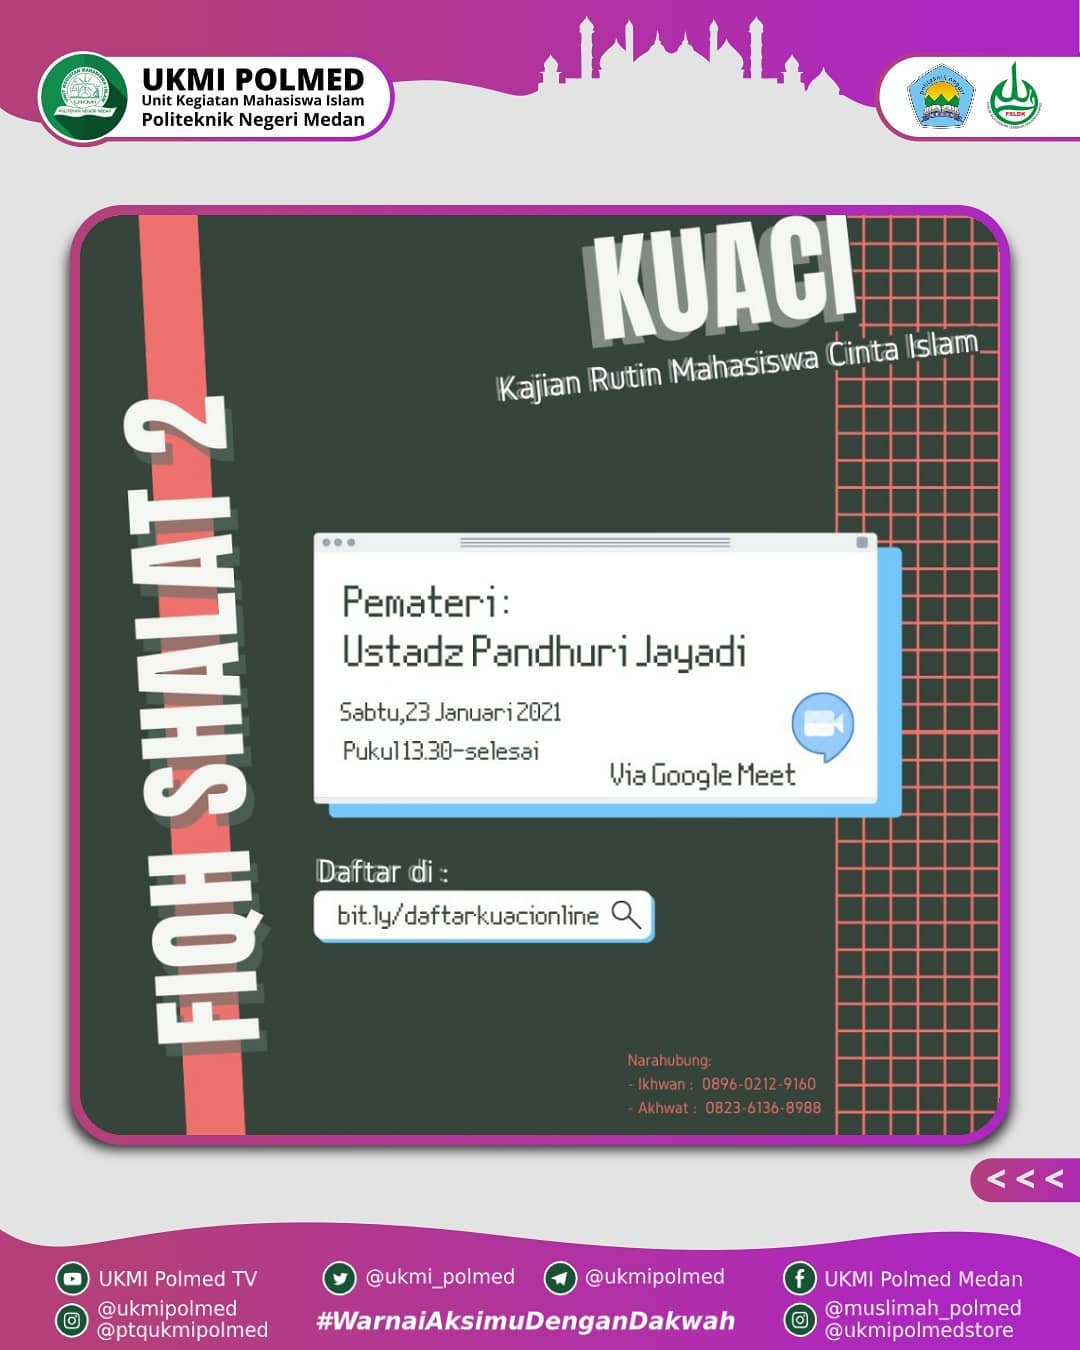 UKMI POLMED
Unit Kegiatan Mahasiswa Islam
Politeknik Negeri Medan
UKMI
FSLDK
KUACI
Kajian Rutin Mahasiswa Cinta Islam
FIQH SHALAT 2
Pemateri:
Ustadz Pandhuri Jayadi
Sabtu,23 Januari 2021
Pukul 13.30-selesai
Via Google Meet
Daftar di :
bit.ly/daftarkuacionline
Narahubung:
- Ikhwan : 0896-0212-9160
- Akhwat : 0823-6136-8988
< < <
UKMI Polmed TV
@ukmipolmed
@ptqukmipolmed
@ukmi_polmed
@ukmipolmed
#WarnaiAksimuDenganDakwah
UKMI Polmed Medan
@muslimah_polmed
@ukmipolmedstore